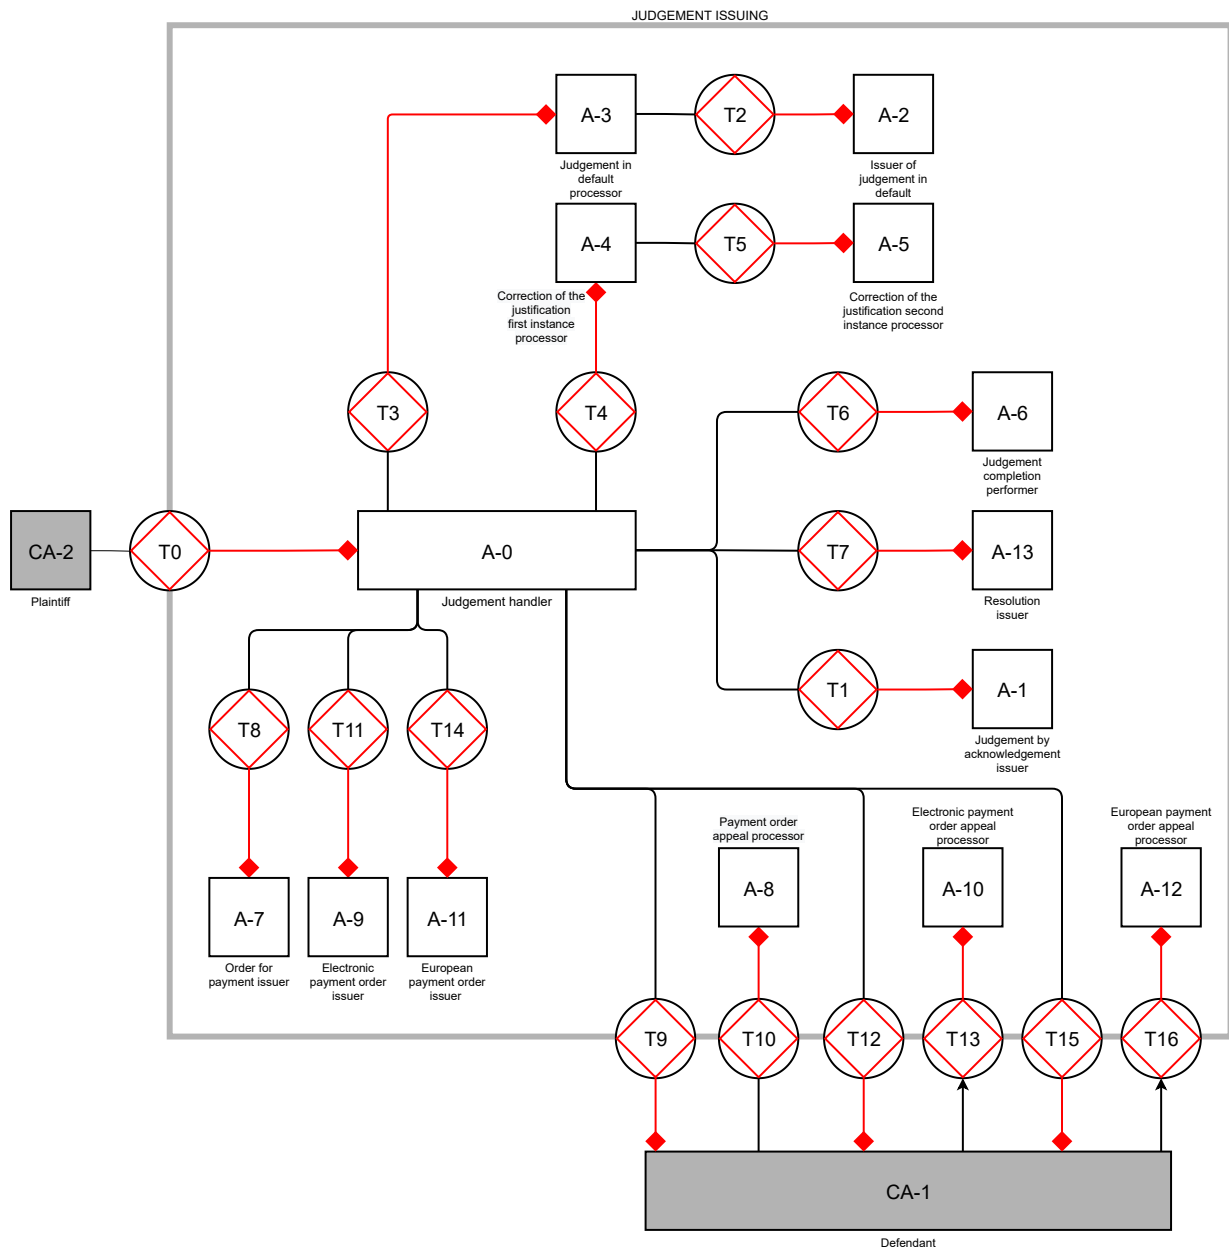 JUDGEMENT ISSUING
A-3
T2
A-2
Judgement in
default
processor
Issuer of
judgement in
default
A-4
T5
A-5
Correction of the
justification
first instance
processor
Correction of the
justification second
instance processor
T3
T4
T6
A-6
Judgement
completion
performer
CA-2
Plaintiff
T0
A-0
Judgement handler
T7
A-13
Resolution
issuer
T1
A-1
Judgement by
acknowledgement
issuer
T8
T11
T14
A-7
Order for
payment issuer
A-9
Electronic
payment order
issuer
A-11
European
payment order
issuer
Payment order
appeal processor
A-8
Electronic payment
order appeal
processor
A-10
European payment
order appeal
processor
A-12
T9
T10
T12
T13
T15
T16
CA-1
Defendant